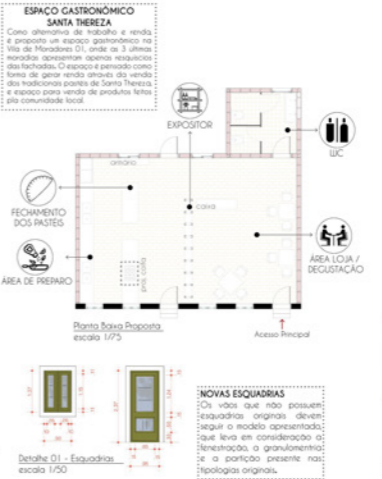 ESPAÇO GASTRONÔMICO
SANTA THEREZA
Como alternativa de trabalho e renda,
é proposto um espaço gastronômico na
Vila de Moradores 01, onde as 3 últimas
moradias apresentam apenas resquícios
das fachadas. O espaço é pensado como
forma de gerar renda através da venda
dos tradicionais pastéis de Santa Thereza,
e espaço para venda de produtos feitos
pla comunidade local.
EXPOSITOR
WC
armário
caixa
FECHAMENTO
DOS PASTÉIS
ÁREA DE PREPARO
ÁREA LOJA /
DEGUSTAÇÃO
Planta Baixa Proposta
escala 1/75
Acesso Principal
Detalhe 01 - Esquadrias
escala 1/50
NOVAS ESQUADRIAS
Os vãos que não possuem
esquadrias originais devem
seguir o modelo apresentado,
que leva em consideração a
fenestração, a granulometria
e a partição presente nas
tipologias originais.